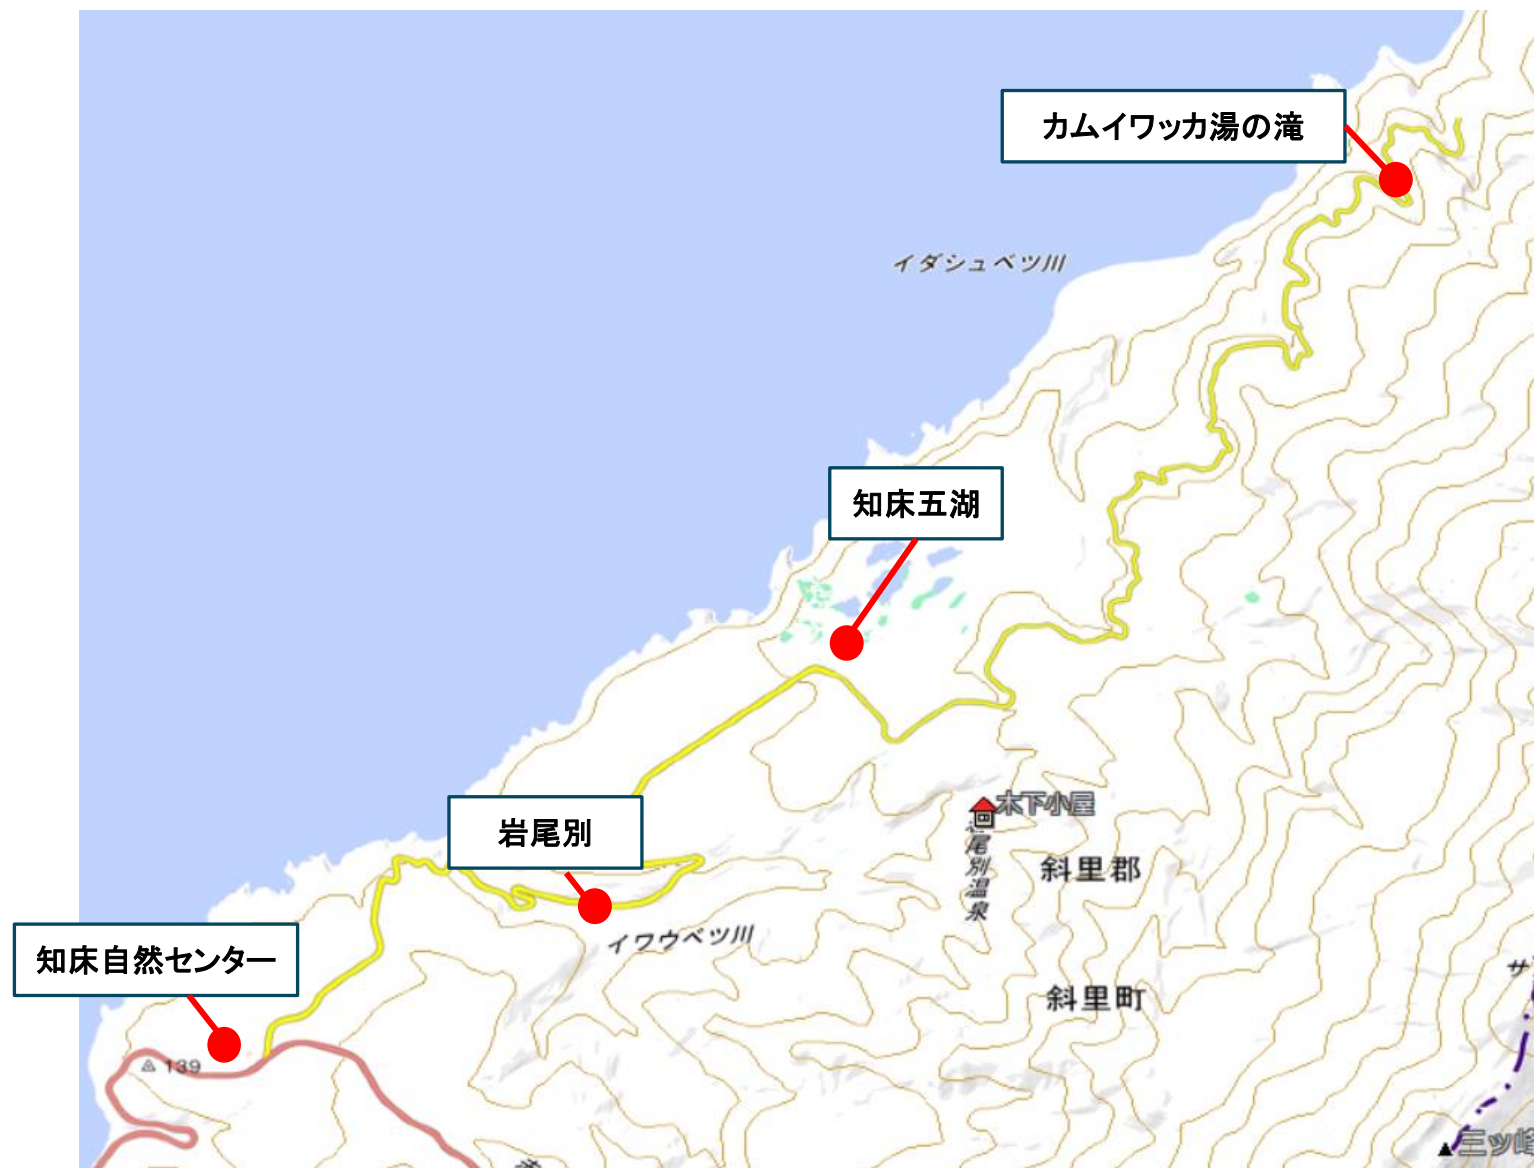 カムイワッカ湯の滝
イダシュベツ川
知床五湖
木下小屋
岩尾別
尾別温泉
斜里郡
イワウベツ川
知床自然センター
サ
斜里町
139
三ッ峰